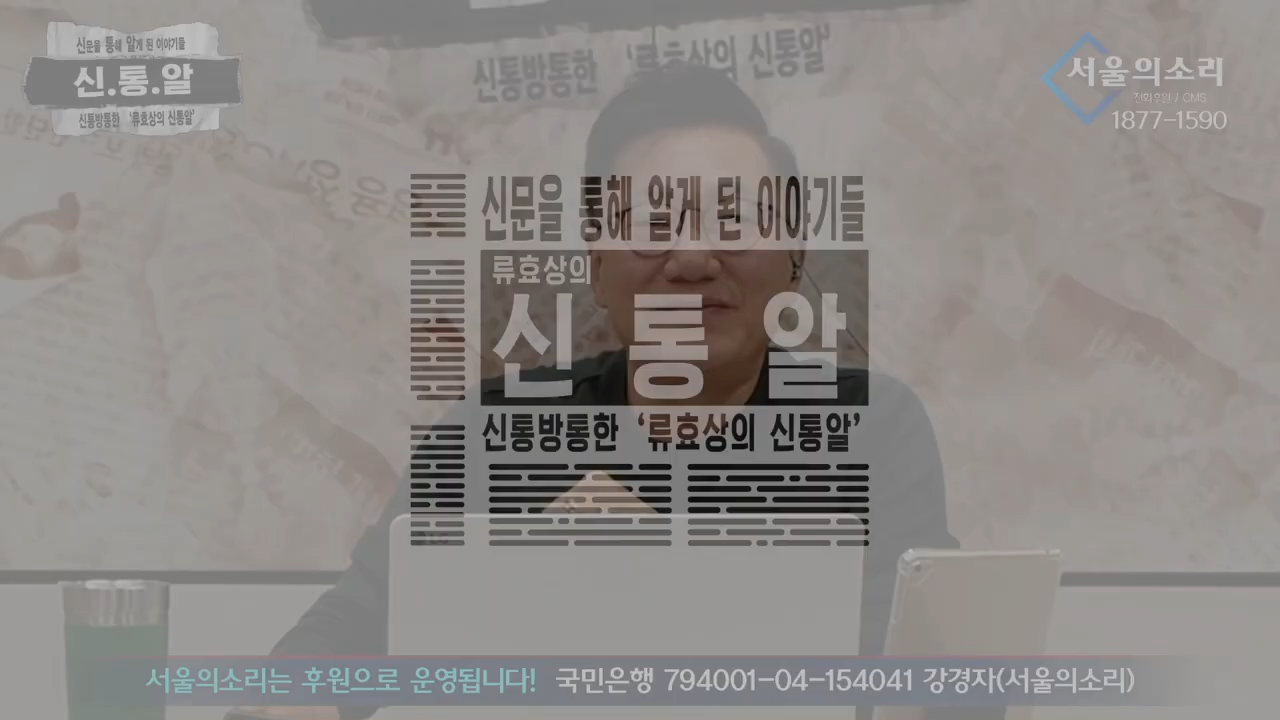 신문을 통해 알게 된 이야기들
신.통.알
신통방통한 '류효상의 신통알'
신통방통한 '류효상의 신통알'
서울의소리
전화후원 / CMS
1877-1590
신문을 통해 알게 된 이야기들
류효상의
신통알
신통방통한 '류효상의 신통알'
서울의소리는 후원으로 운영됩니다! 국민은행 794001-04-154041 강경자(서울의소리)